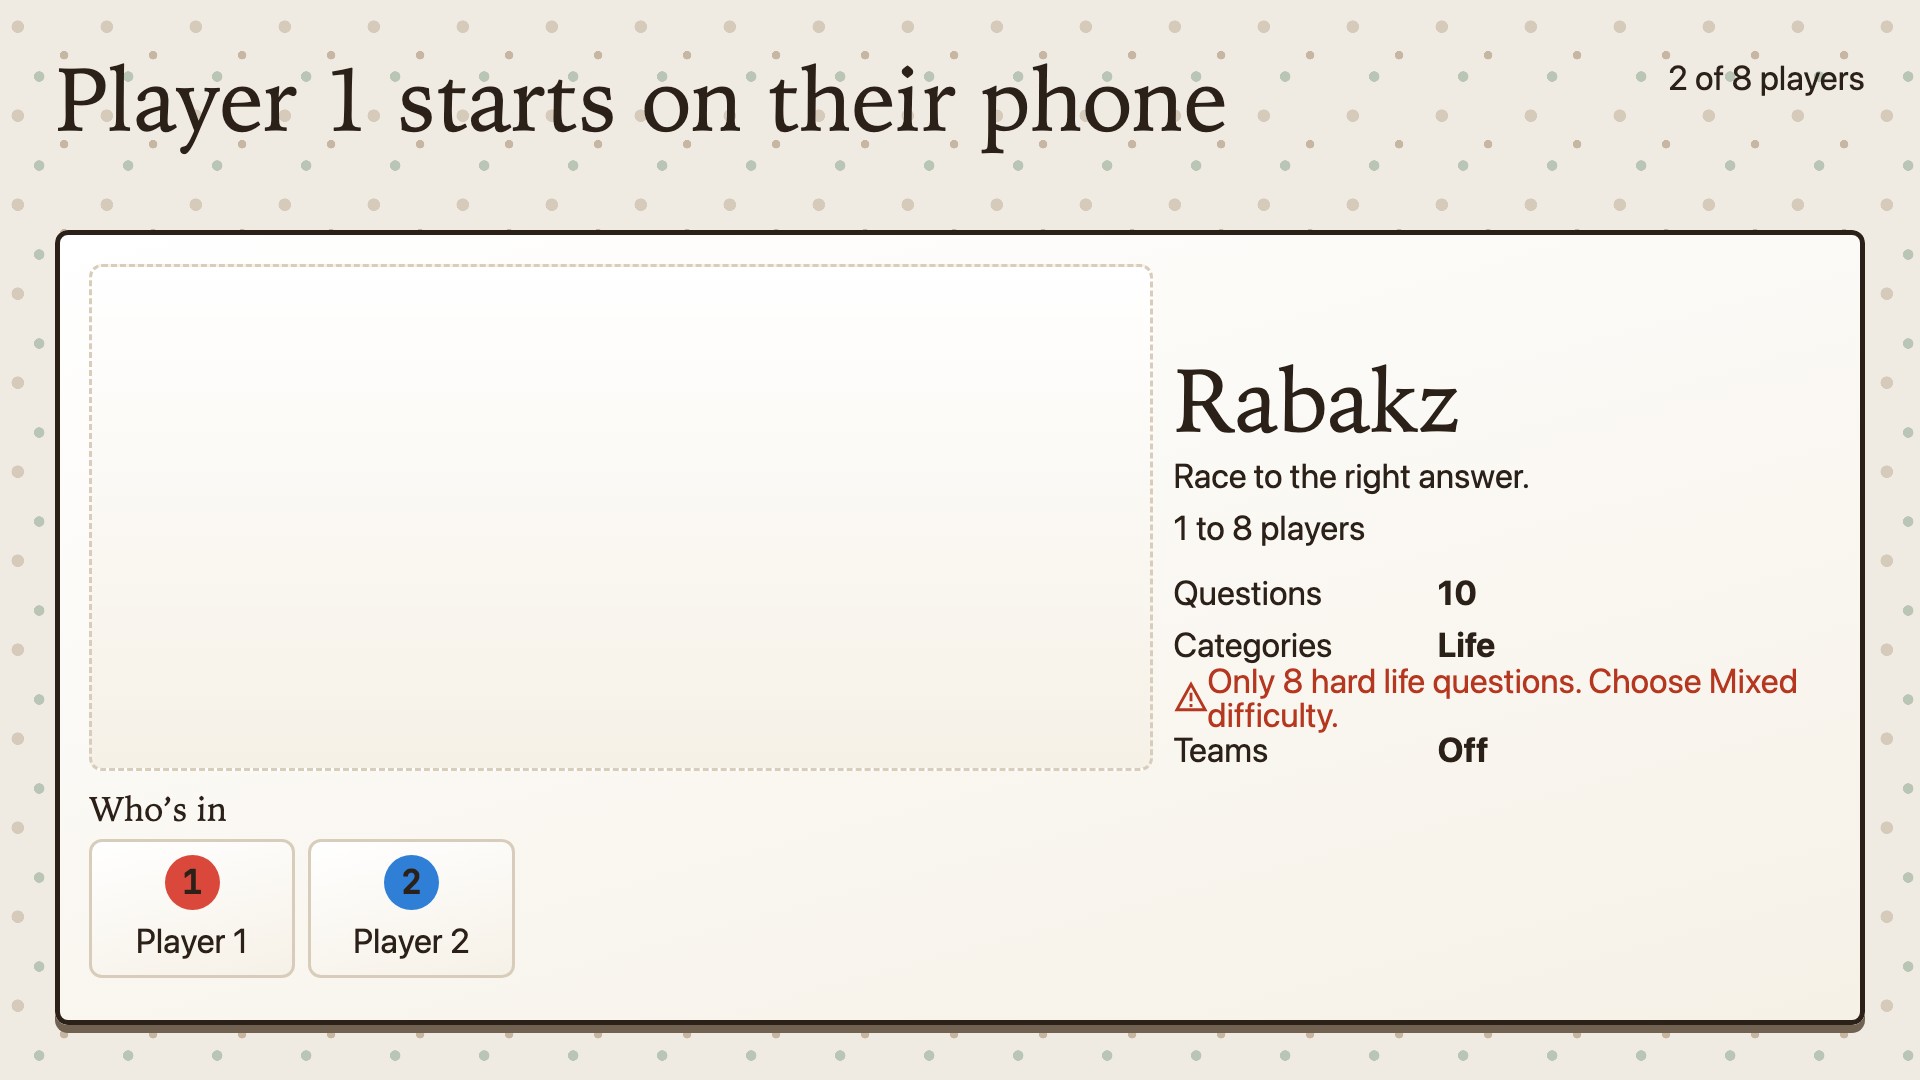 Player 1 starts on their phone
2 of 8 players
Rabakz
Race to the right answer.
1 to 8 players
Questions 10
Categories Life
Only 8 hard life questions. Choose Mixed
difficulty.
Teams Off
Who’s in
1
Player 1
2
Player 2